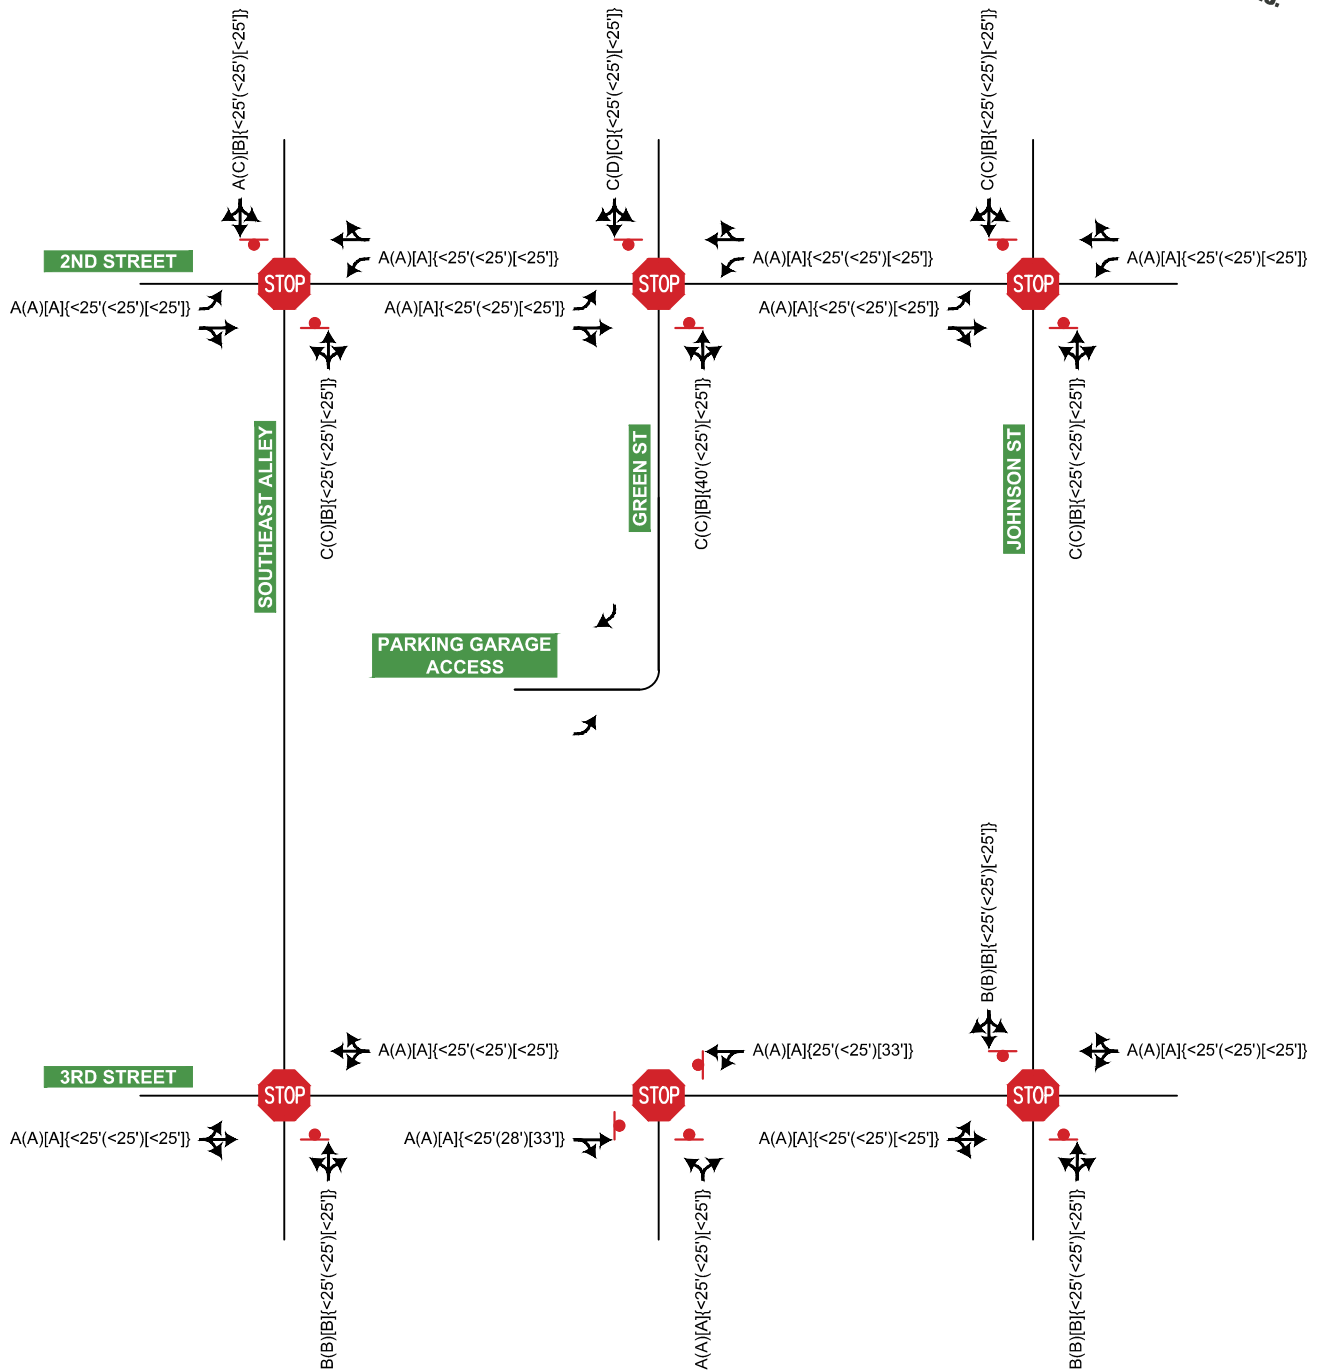 A(C)[B]{<25'(<25')[<25']}
C(D)[C]{<25'(<25')[<25']}
C(C)[B]{<25'(<25')[<25']}
2ND STREET
A(A)[A]{<25'(<25')[<25']}
A(A)[A]{<25'(<25')[<25']}
A(A)[A]{<25'(<25')[<25']}
STOP
STOP
STOP
A(A)[A]{<25'(<25')[<25']}
A(A)[A]{<25'(<25')[<25']}
A(A)[A]{<25'(<25')[<25']}
C(C)[B]{<25'(<25')[<25']}
C(C)[B]{40'(<25')[<25']}
C(C)[B]{<25'(<25')[<25']}
SOUTHEAST ALLEY
GREEN ST
JOHNSON ST
PARKING GARAGE
ACCESS
B(B)[B]{<25'(<25')[<25']}
A(A)[A]{<25'(<25')[<25']}
A(A)[A]{25'(<25')[33']}
A(A)[A]{<25'(<25')[<25']}
3RD STREET
STOP
STOP
STOP
A(A)[A]{<25'(<25')[<25']}
A(A)[A]{<25'(28')[33']}
A(A)[A]{<25'(<25')[<25']}
B(B)[B]{<25'(<25')[<25']}
A(A)[A]{<25'(<25')[<25']}
B(B)[B]{<25'(<25')[<25']}